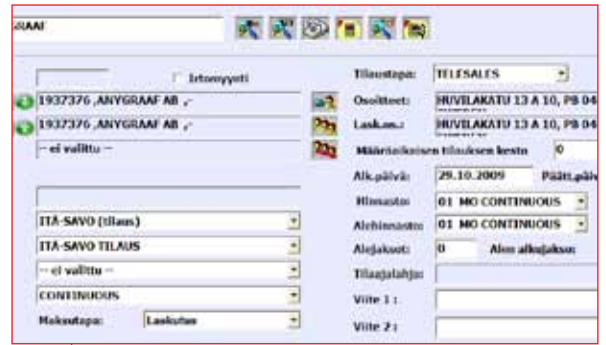 GRAAF
Irtomyynti
Tilaustapa: TELESALES
1937376 ,ANYGRAAF AB ,-
Osoitteet: HUVILAKATU 13 A 10, PB 04
1937376 ,ANYGRAAF AB ,-
Lask.os.: HUVILAKATU 13 A 10, PB 04
-- ei valittu --
Määräaikaisen tilauksen kesto 0
Alk.päivä: 29.10.2009 Päätt.päiv
Hinnasto: 01 MO CONTINUOUS
ITÄ-SAVO (tilaus)
Alehinnasto: 01 MO CONTINUOUS
ITÄ-SAVO TILAUS
Alejaksot: 0 Alen alkujakso:
-- ei valittu --
Tilaajalahja:
CONTINUOUS
Viite 1 :
Maksutapa: Laskutus
Viite 2 :